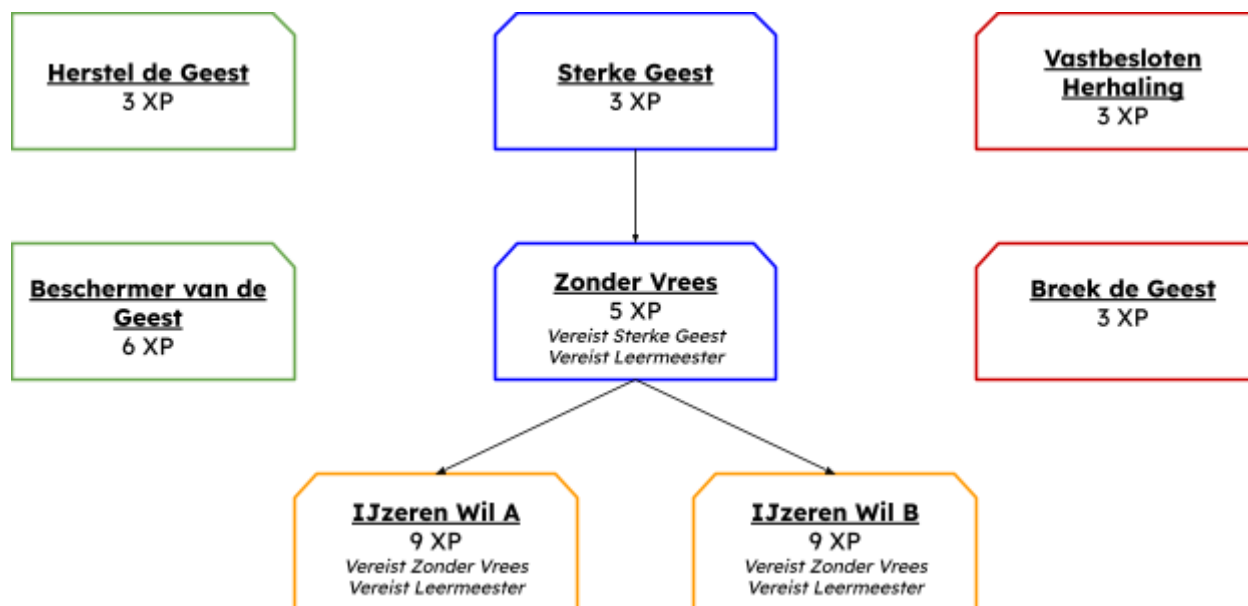 Herstel de Geest
3 XP
Sterke Geest
3 XP
Vastbesloten
Herhaling
3 XP
Beschermer van de
Geest
6 XP
Zonder Vrees
5 XP
Vereist Sterke Geest
Vereist Leermeester
Breek de Geest
3 XP
IJzeren Wil A
9 XP
Vereist Zonder Vrees
Vereist Leermeester
IJzeren Wil B
9 XP
Vereist Zonder Vrees
Vereist Leermeester